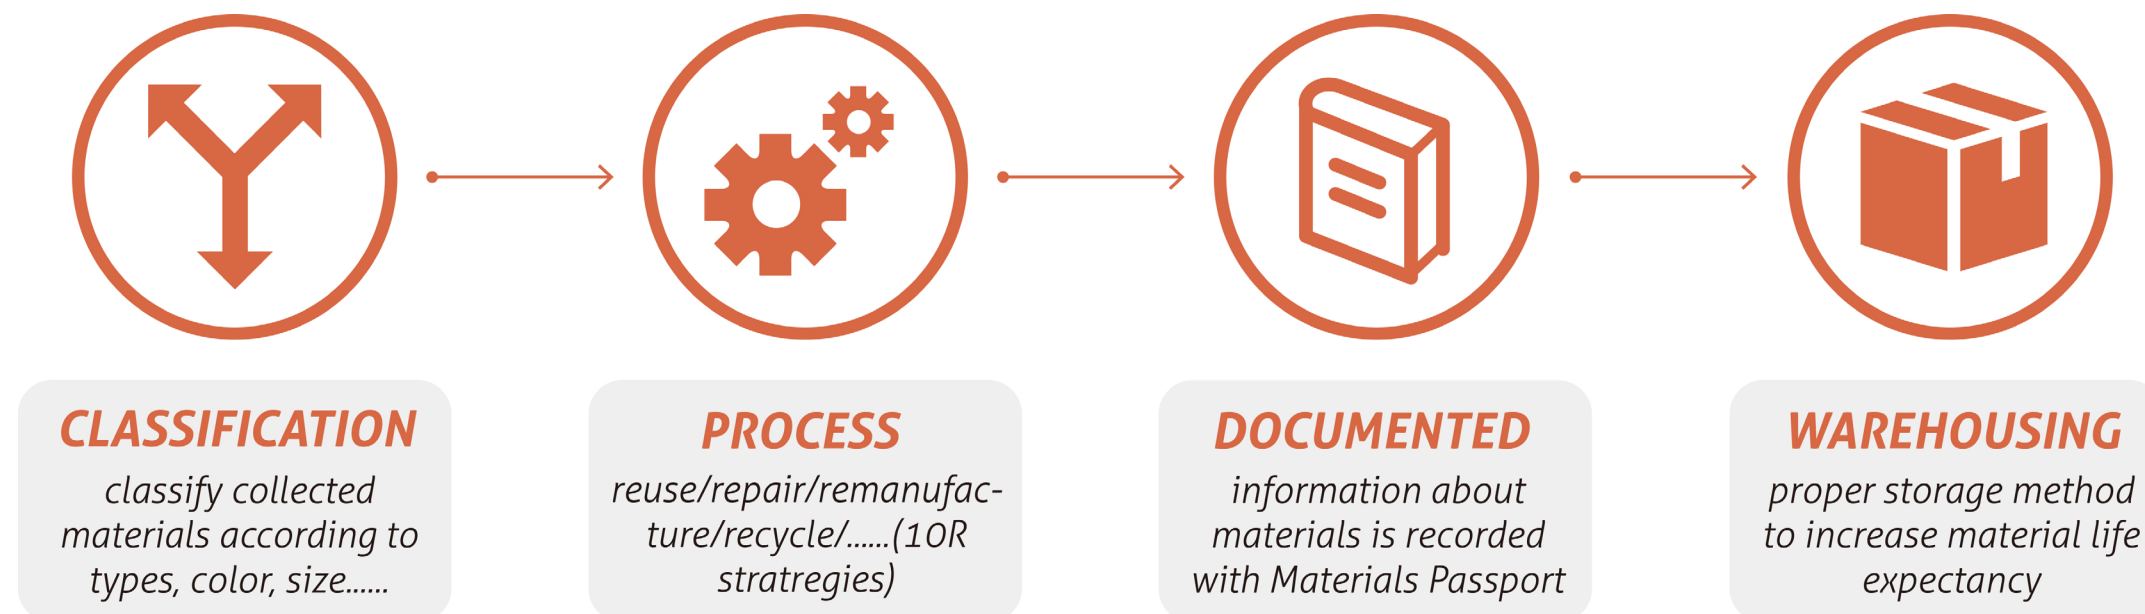 CLASSIFICATION
classify collected
materials according to
types, color, size......
PROCESS
reuse/repair/remanufac-
ture/recycle/......(10R
stratregies)
DOCUMENTED
information about
materials is recorded
with Materials Passport
WAREHOUSING
proper storage method
to increase material life
expectancy